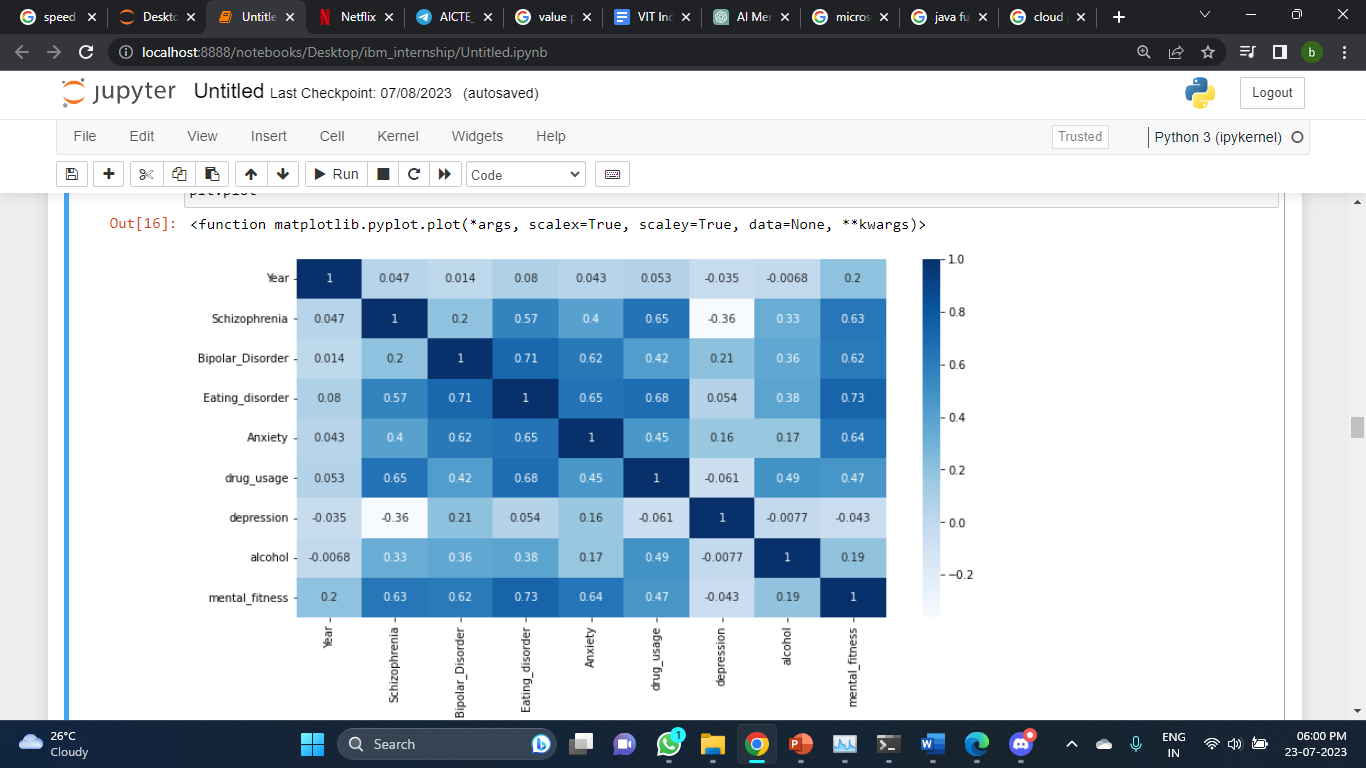 speed
Deskto
Untitle
Netflix
AICTE_
value p
VIT Inc
AI Mer
micros
java fu
cloud
localhost:8888/notebooks/Desktop/ibm_internship/Untitled.ipynb
b
jupyter Untitled Last Checkpoint: 07/08/2023 (autosaved)
Logout
File Edit View Insert Cell Kernel Widgets Help
Trusted Python 3 (ipykernel)
Run Code
plt.plot
Out[16]: <function matplotlib.pyplot.plot(*args, scalex=True, scaley=True, data=None, **kwargs)>
Year 1 0.047 0.014 0.08 0.043 0.053 -0.035 -0.0068 0.2
Schizophrenia 0.047 1 0.2 0.57 0.4 0.65 -0.36 0.33 0.63
Bipolar_Disorder 0.014 0.2 1 0.71 0.62 0.42 0.21 0.36 0.62
Eating_disorder 0.08 0.57 0.71 1 0.65 0.68 0.054 0.38 0.73
Anxiety 0.043 0.4 0.62 0.65 1 0.45 0.16 0.17 0.64
drug_usage 0.053 0.65 0.42 0.68 0.45 1 -0.061 0.49 0.47
depression -0.035 -0.36 0.21 0.054 0.16 -0.061 1 -0.0077 -0.043
alcohol -0.0068 0.33 0.36 0.38 0.17 0.49 -0.0077 1 0.19
mental_fitness 0.2 0.63 0.62 0.73 0.64 0.47 -0.043 0.19 1
Year
Schizophrenia
Bipolar_Disorder
Eating_disorder
Anxiety
drug_usage
depression
alcohol
mental_fitness
1.0
0.8
0.6
0.4
0.2
0.0
−0.2
26°C
Cloudy
Search
1
ENG
IN
06:00 PM
23-07-2023